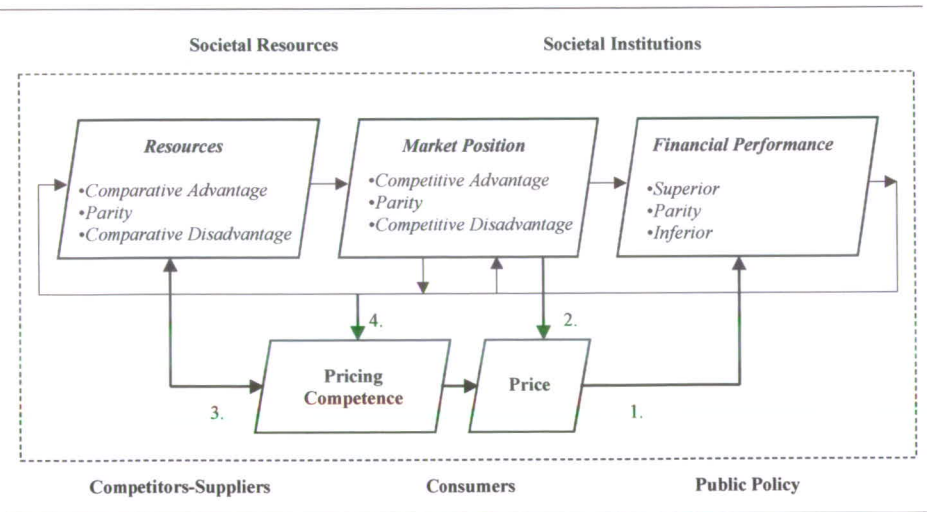 Societal Resources
Societal Institutions
Resources
•Comparative Advantage
•Parity
•Comparative Disadvantage
Market Position
•Competitive Advantage
•Parity
•Competitive Disadvantage
Financial Performance
•Superior
•Parity
•Inferior
4.
2.
Pricing
Competence
Price
3.
1.
Competitors-Suppliers
Consumers
Public Policy